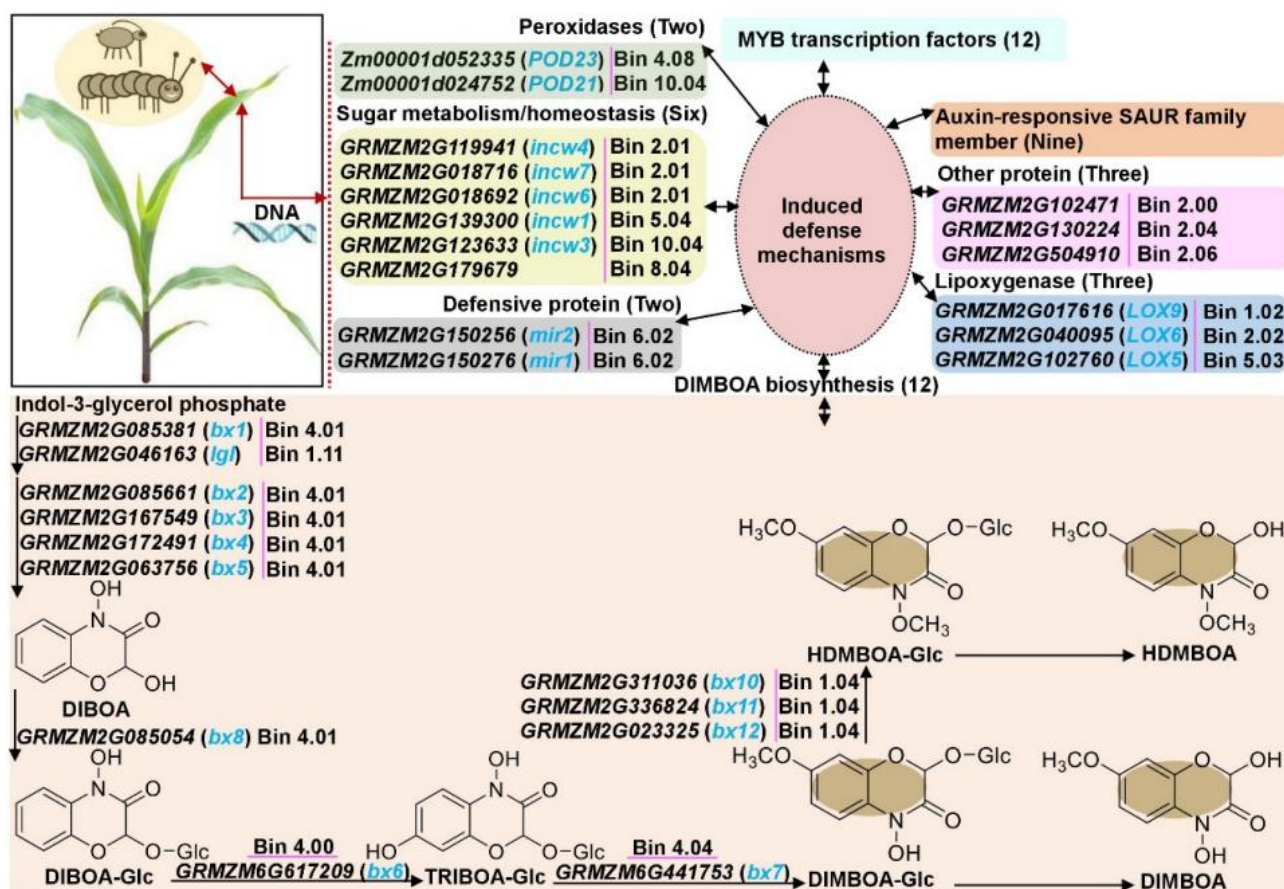 Peroxidases (Two)
Zm00001d052335 (POD23) Bin 4.08
Zm00001d024752 (POD21) Bin 10.04
Sugar metabolism/homeostasis (Six)
GRMZM2G119941 (incw4) Bin 2.01
GRMZM2G018716 (incw7) Bin 2.01
GRMZM2G018692 (incw6) Bin 2.01
GRMZM2G139300 (incw1) Bin 5.04
GRMZM2G123633 (incw3) Bin 10.04
GRMZM2G179679 Bin 8.04
Defensive protein (Two)
GRMZM2G150256 (mir2) Bin 6.02
GRMZM2G150276 (mir1) Bin 6.02
DNA
Induced
defense
mechanisms
MYB transcription factors (12)
Auxin-responsive SAUR family
member (Nine)
Other protein (Three)
GRMZM2G102471 Bin 2.00
GRMZM2G130224 Bin 2.04
GRMZM2G504910 Bin 2.06
Lipoxygenase (Three)
GRMZM2G017616 (LOX9) Bin 1.02
GRMZM2G040095 (LOX6) Bin 2.02
GRMZM2G102760 (LOX5) Bin 5.03
DIMBOA biosynthesis (12)
Indol-3-glycerol phosphate
GRMZM2G085381 (bx1) Bin 4.01
GRMZM2G046163 (Igl) Bin 1.11
GRMZM2G085661 (bx2) Bin 4.01
GRMZM2G167549 (bx3) Bin 4.01
GRMZM2G172491 (bx4) Bin 4.01
GRMZM2G063756 (bx5) Bin 4.01
OH
N
O
O
OH
DIBOA
GRMZM2G085054 (bx8) Bin 4.01
OH
N
O
O
O–Glc
DIBOA-Glc
Bin 4.00
GRMZM6G617209 (bx6)
OH
N
O
HO
O
O–Glc
TRIBOA-Glc
Bin 4.04
GRMZM6G441753 (bx7)
H3CO
O
O–Glc
N
O
OH
DIMBOA-Glc
H3CO
O
OH
N
O
OH
DIMBOA
GRMZM2G311036 (bx10) Bin 1.04
GRMZM2G336824 (bx11) Bin 1.04
GRMZM2G023325 (bx12) Bin 1.04
H3CO
O
O–Glc
N
O
OCH3
HDMBOA-Glc
H3CO
O
OH
N
O
OCH3
HDMBOA